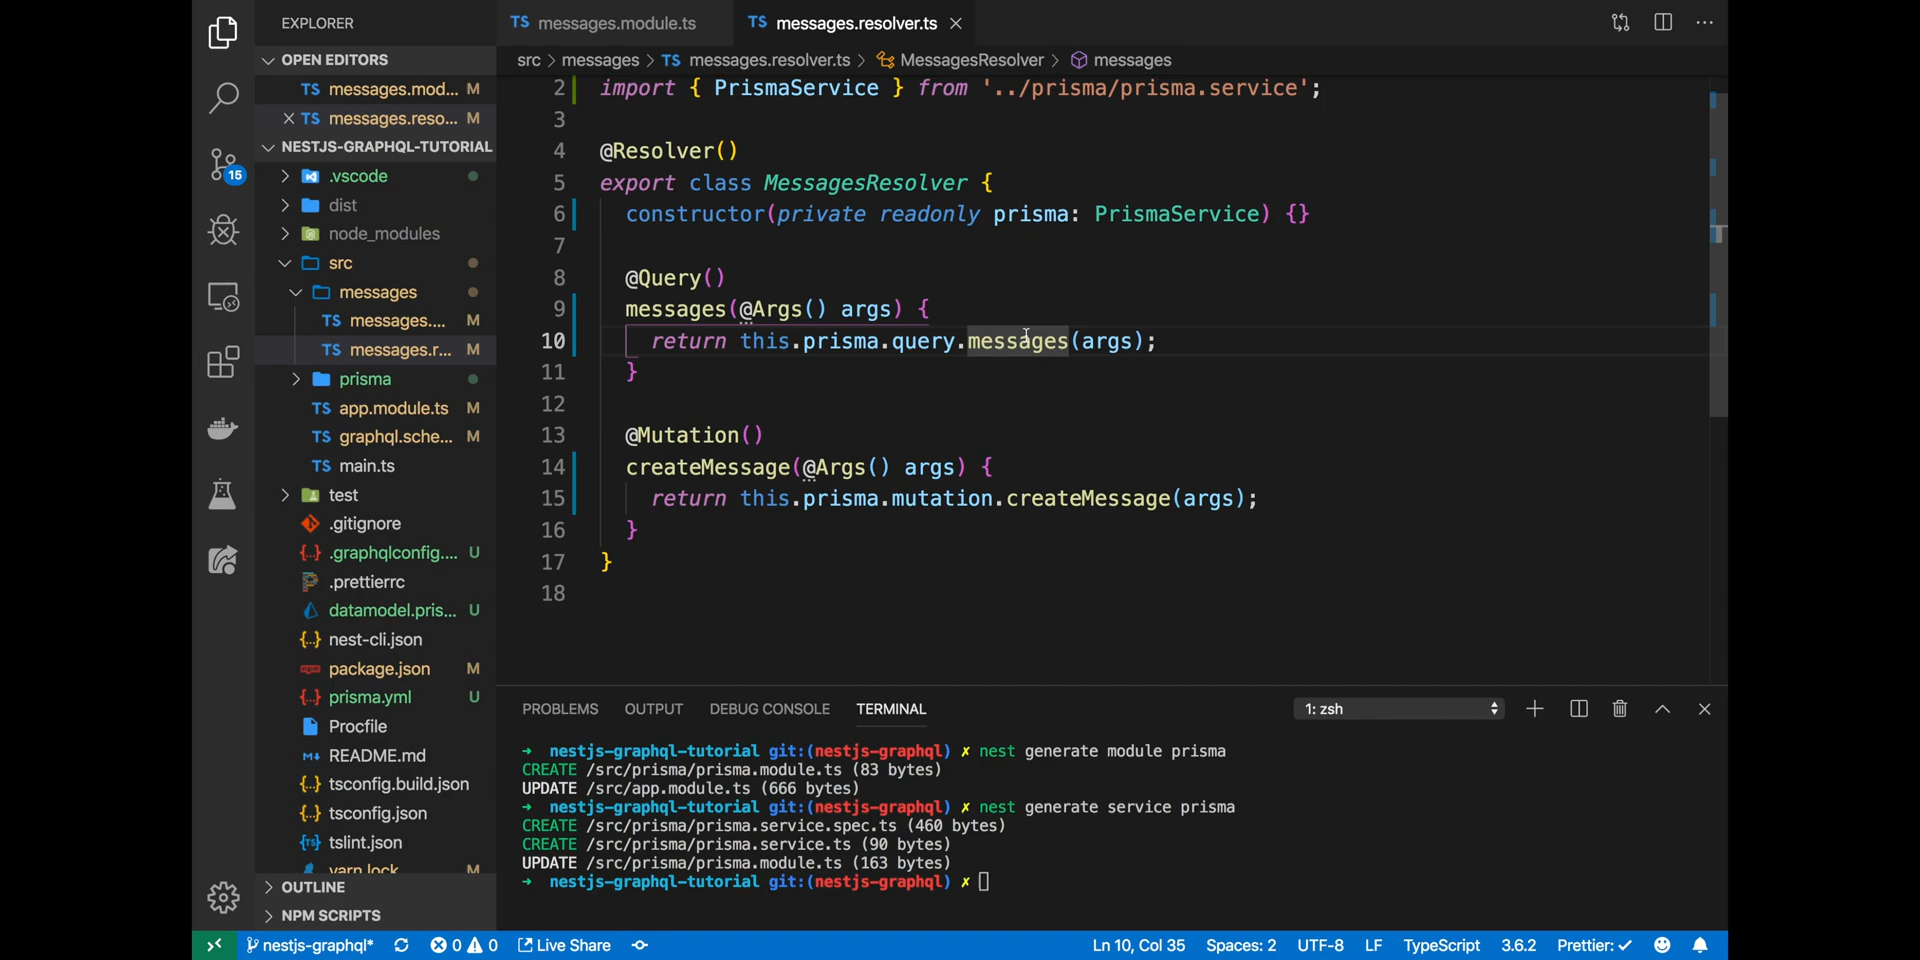 EXPLORER
OPEN EDITORS
TS messages.mod... M
TS messages.reso... M
NESTJS-GRAPHQL-TUTORIAL
15
.vscode
dist
node_modules
src
messages
TS messages....
TS messages.r...
prisma
TS app.module.ts M
TS graphql.sche... M
TS main.ts
test
.gitignore
{..} .graphqlconfig.... U
.prettierrc
datamodel.pris... U
{..} nest-cli.json
package.json M
{..} prisma.yml U
Procfile
README.md
{..} tsconfig.build.json
{..} tsconfig.json
tslint.json
yarn.lock M
OUTLINE
NPM SCRIPTS
TS messages.module.ts
TS messages.resolver.ts
src > messages > TS messages.resolver.ts > MessagesResolver > messages
2 import { PrismaService } from '../prisma/prisma.service';
3
4 @Resolver()
5 export class MessagesResolver {
6 constructor(private readonly prisma: PrismaService) {}
7
8 @Query()
9 messages(@Args() args) {
10 return this.prisma.query.messages(args);
11 }
12
13 @Mutation()
14 createMessage(@Args() args) {
15 return this.prisma.mutation.createMessage(args);
16 }
17 }
18
PROBLEMS OUTPUT DEBUG CONSOLE TERMINAL
1: zsh
→ nestjs-graphql-tutorial git:(nestjs-graphql) ✗ nest generate module prisma
CREATE /src/prisma/prisma.module.ts (83 bytes)
UPDATE /src/app.module.ts (666 bytes)
→ nestjs-graphql-tutorial git:(nestjs-graphql) ✗ nest generate service prisma
CREATE /src/prisma/prisma.service.spec.ts (460 bytes)
CREATE /src/prisma/prisma.service.ts (90 bytes)
UPDATE /src/prisma/prisma.module.ts (163 bytes)
→ nestjs-graphql-tutorial git:(nestjs-graphql) ✗
nestjs-graphql* 0 0 Live Share Ln 10, Col 35 Spaces: 2 UTF-8 LF TypeScript 3.6.2 Prettier: ✓